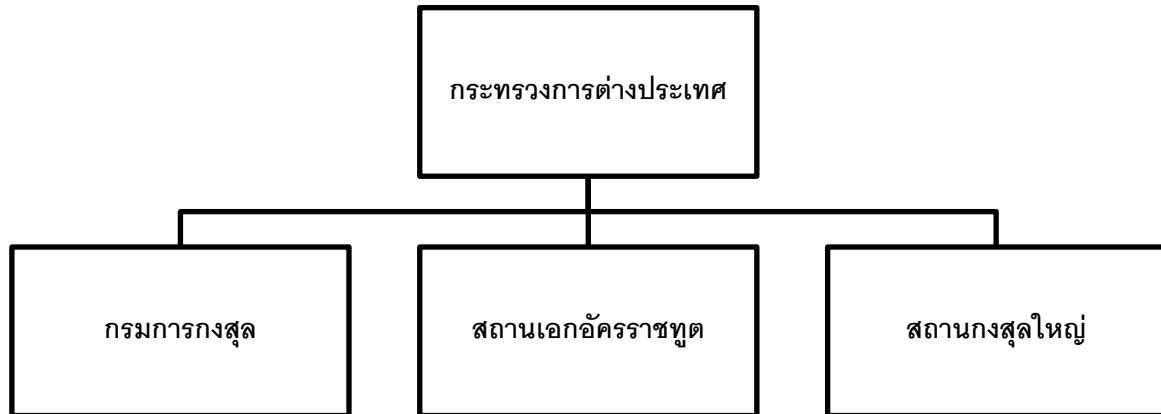 กระทรวงการต่างประเทศ
กรมการกงสุล
สถานเอกอัครราชทูต
สถานกงสุลใหญ่